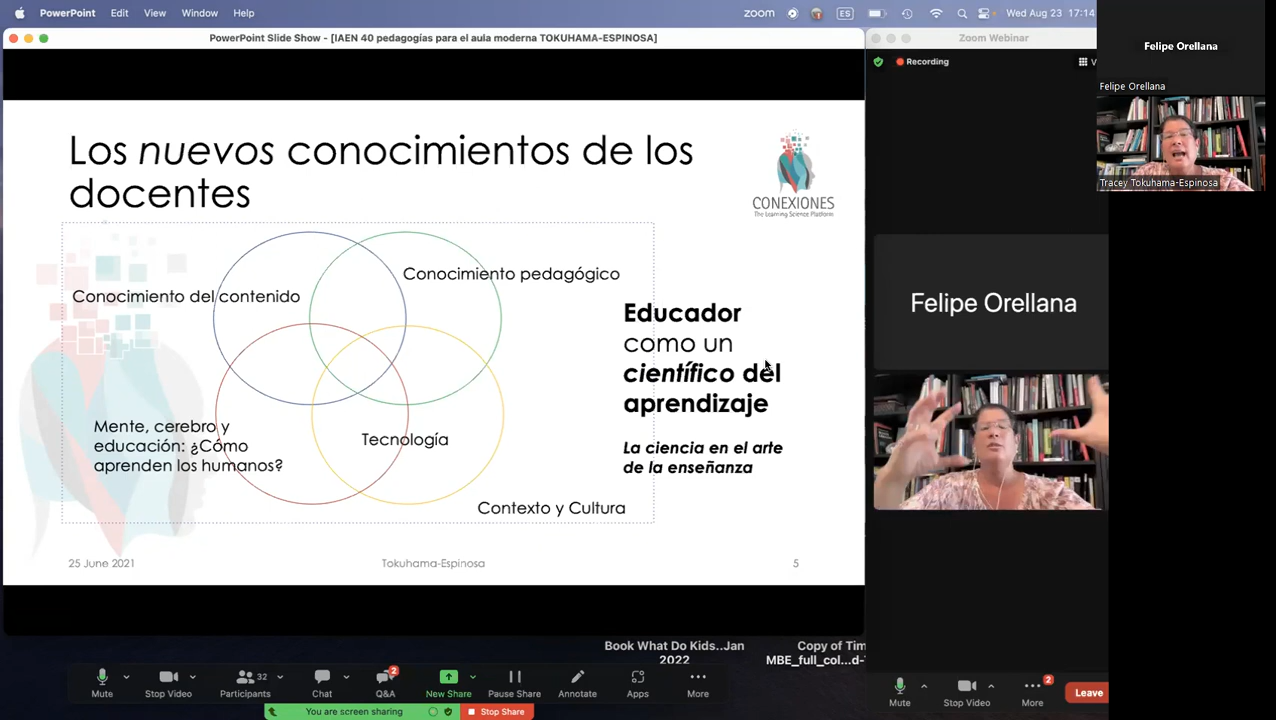 PowerPoint Edit View Window Help
zoom ES Wed Aug 23 17:14
PowerPoint Slide Show - [IAEN 40 pedagogías para el aula moderna TOKUHAMA-ESPINOSA]
Los nuevos conocimientos de los
docentes
CONEXIONES
The Learning Science Platform
Conocimiento pedagógico
Conocimiento del contenido
Educador
como un
científico del
aprendizaje
Mente, cerebro y
educación: ¿Cómo
aprenden los humanos?
Tecnología
La ciencia en el arte
de la enseñanza
Contexto y Cultura
25 June 2021
Tokuhama-Espinosa
5
Zoom Webinar
Recording
V
Felipe Orellana
Felipe Orellana
Tracey Tokuhama-Espinosa
Felipe Orellana
Book What Do Kids..Jan
2022
Copy of Tim
MBE_full_col...d-
32
2
Mute
Stop Video
Participants
Chat
Q&A
New Share
Pause Share
Annotate
Apps
More
You are screen sharing
Stop Share
2
Mute
Stop Video
More
Leave